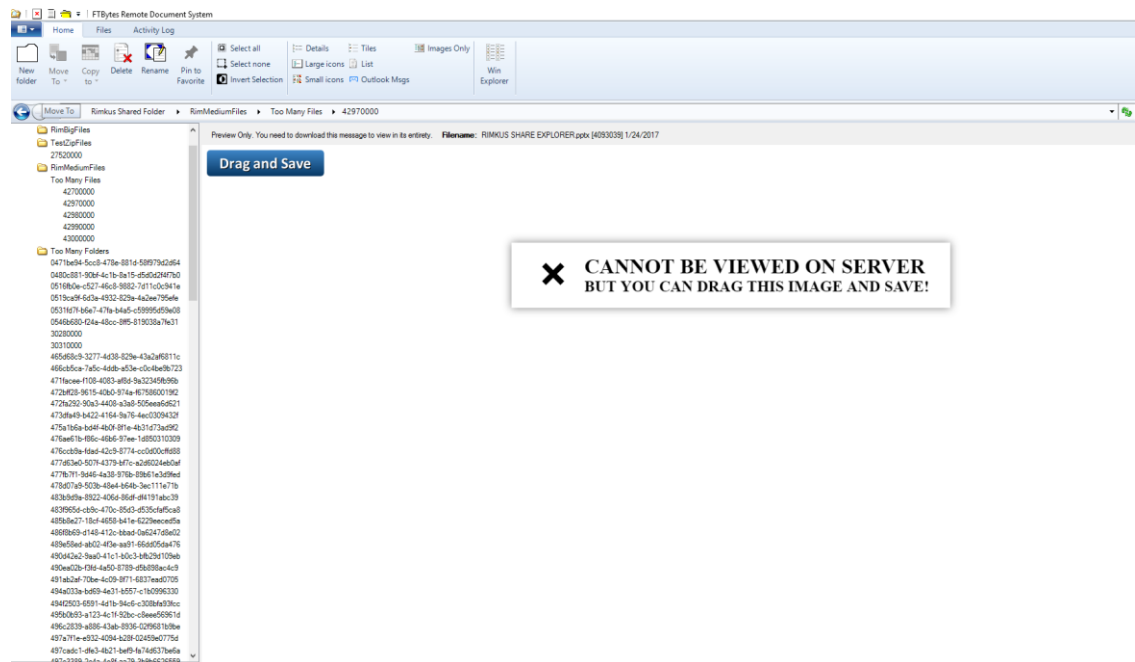 FTBytes Remote Document System
Home Files Activity Log
New folder
Move To
Copy to
Delete
Rename
Pin to Favorite
Select all
Select none
Invert Selection
Details
Large icons
Small icons
Tiles
List
Outlook Msgs
Images Only
Win Explorer
Move To Rimkus Shared Folder RimMediumFiles Too Many Files 42970000
RimBigFiles
TestZipFiles
27520000
RimMediumFiles
Too Many Files
42700000
42970000
42980000
42990000
43000000
Too Many Folders
0471be94-5cc8-478e-881d-58f979d2d64
0480c881-90bf-4c1b-8a15-d5d0d2f4f7b0
0516fb0e-c527-46c8-9882-7d11c0c941e
0519ca9f-6d3a-4932-829a-4a2ee795efe
0531fd7f-b6e7-47fa-b4a5-c59995d59e08
0546b680-f24a-48cc-8ff5-819038a7fe31
30280000
30310000
465d68c9-3277-4d38-829e-43a2af6811c
466cb5ca-7a5c-4ddb-a53e-c0c4be9b723
471facee-f108-4083-af8d-9a32345fb96b
472bff28-9615-40b0-974a-f675860019f2
472fa292-90a3-4408-a3a8-505eea6d621
473dfa49-b422-4164-9a76-4ec0309432f
475a1b6a-bd4f-4b0f-8f1e-4b31d73ad9f2
476ae61b-f86c-46b6-97ee-1d850310309
476ccb9a-fdad-42c9-8774-cc0d00cffd88
477d63e0-507f-4379-bf7c-a2d6024eb0af
477fb7f1-9d46-4a38-976b-89b61e3d9fed
478d07a9-503b-48e4-b64b-3ec111e71b
483b9d9a-8922-406d-86df-df4191abc39
483f965d-cb9c-470c-85d3-d535cfaf5ca8
485b8e27-18cf-4658-b41e-6229eeced5a
486f8b69-d148-412c-bbad-0a6247d8e02
489e58ed-ab02-4f3e-aa91-66dd05da476
490d42e2-9aa0-41c1-b0c3-bfb29d109eb
490ea02b-f3fd-4a50-8789-d5b898ac4c9
491ab2af-70be-4c09-8f71-6837ead0705
494a033a-bd69-4e31-b557-c1b0996330
494f2503-6591-4d1b-94c6-c308bfa93fcc
495b0b93-a123-4c1f-92bc-c8eee56961d
496c2839-a886-43ab-8936-02f9681b9be
497a7f1e-e932-4094-b28f-02459e0775d
497cadc1-dfe3-4b21-bef9-fa74d637be6a
Preview Only. You need to download this message to view in its entirety. Filename: RIMKUS SHARE EXPLORER.pptx [4093039] 1/24/2017
Drag and Save
CANNOT BE VIEWED ON SERVER
BUT YOU CAN DRAG THIS IMAGE AND SAVE!